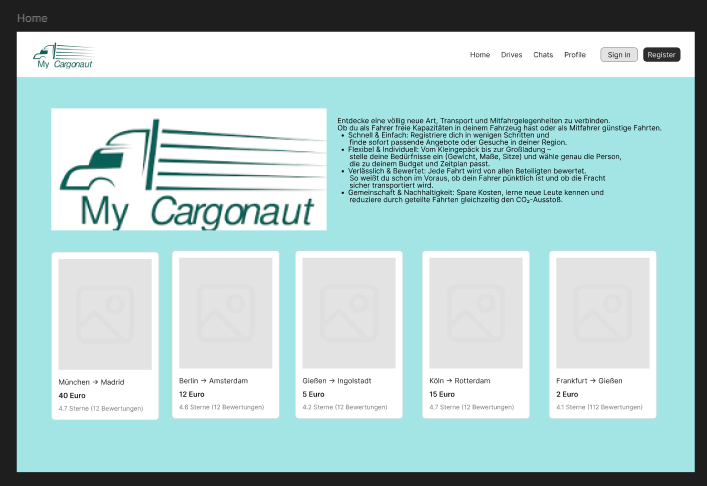 Home
My Cargonaut
Home Drives Chats Profile Sign in Register
My Cargonaut
Entdecke eine völlig neue Art, Transport und Mitfahrgelegenheiten zu verbinden.
Ob du als Fahrer freie Kapazitäten in deinem Fahrzeug hast oder als Mitfahrer günstige Fahrten.
• Schnell & Einfach: Registriere dich in wenigen Schritten und
finde sofort passende Angebote oder Gesuche in deiner Region.
• Flexibel & Individuell: Vom Kleingepäck bis zur Großladung –
stelle deine Bedürfnisse ein (Gewicht, Maße, Sitze) und wähle genau die Person,
die zu deinem Budget und Zeitplan passt.
• Verlässlich & Bewertet: Jede Fahrt wird von allen Beteiligten bewertet.
So weißt du schon im Voraus, ob dein Fahrer pünktlich ist und ob die Fracht
sicher transportiert wird.
• Gemeinschaft & Nachhaltigkeit: Spare Kosten, lerne neue Leute kennen und
reduziere durch geteilte Fahrten gleichzeitig den CO₂-Ausstoß.
München → Madrid
40 Euro
4.7 Sterne (12 Bewertungen)
Berlin → Amsterdam
12 Euro
4.6 Sterne (12 Bewertungen)
Gießen → Ingolstadt
5 Euro
4.2 Sterne (12 Bewertungen)
Köln → Rotterdam
15 Euro
4.7 Sterne (12 Bewertungen)
Frankfurt → Gießen
2 Euro
4.1 Sterne (112 Bewertungen)